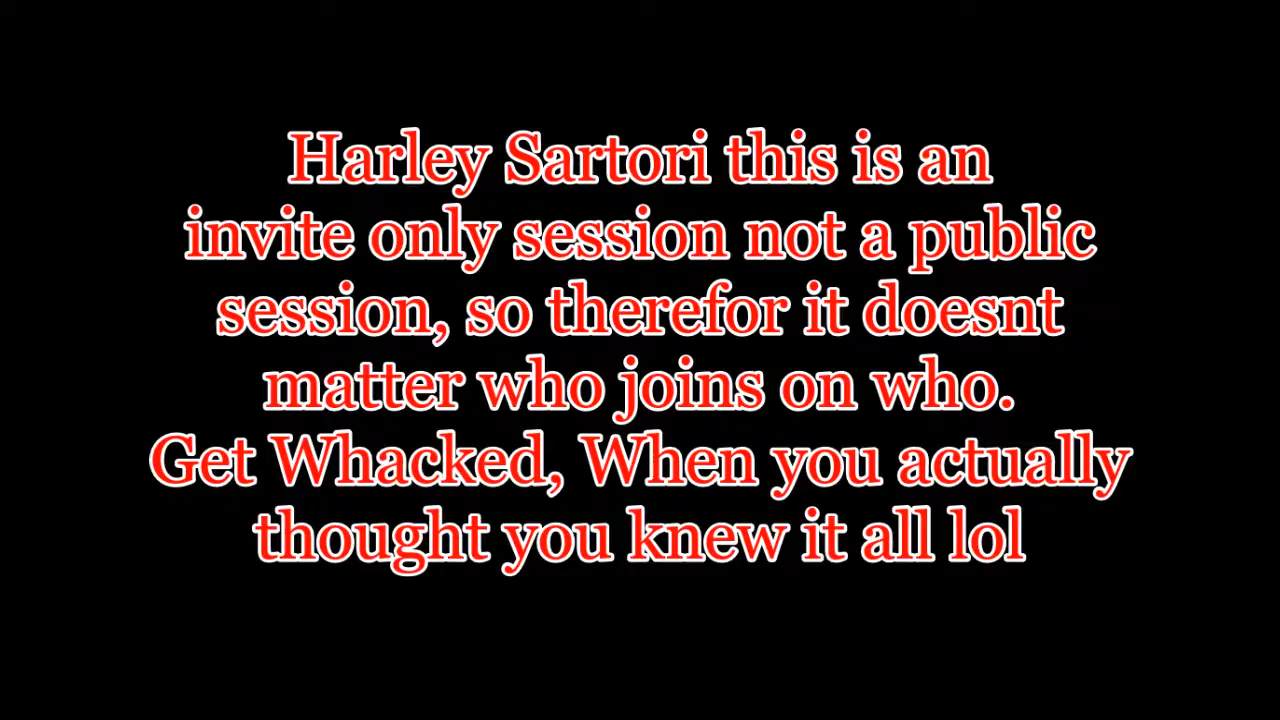 Harley Sartori this is an
invite only session not a public
session, so therefor it doesnt
matter who joins on who.
Get Whacked, When you actually
thought you knew it all lol